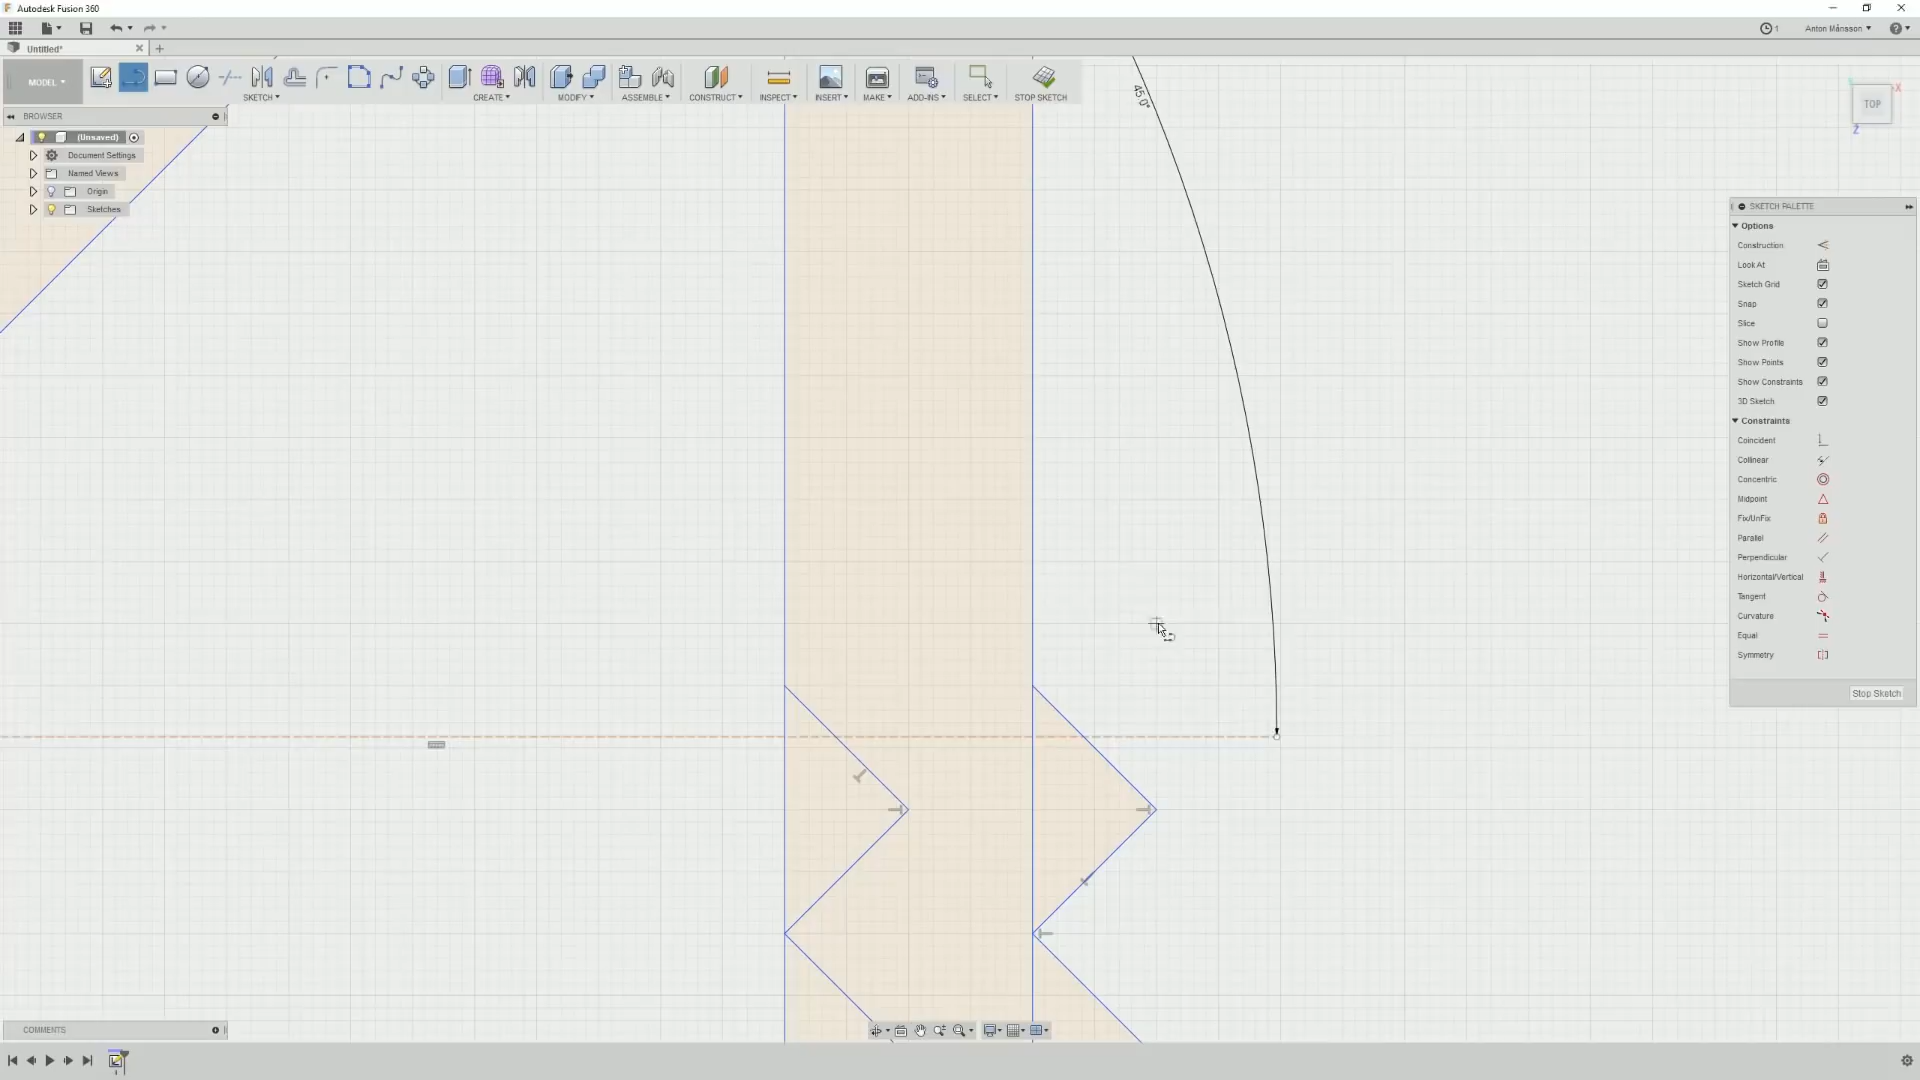 Autodesk Fusion 360
1
Anton Månsson
Untitled*
MODEL
SKETCH
CREATE
MODIFY
ASSEMBLE
CONSTRUCT
INSPECT
INSERT
MAKE
ADD-INS
SELECT
STOP SKETCH
45.0°
TOP
X
Z
BROWSER
(Unsaved)
Document Settings
Named Views
Origin
Sketches
SKETCH PALETTE
Options
Construction
Look At
Sketch Grid
Snap
Slice
Show Profile
Show Points
Show Constraints
3D Sketch
Constraints
Coincident
Collinear
Concentric
Midpoint
Fix/UnFix
Parallel
Perpendicular
Horizontal/Vertical
Tangent
Curvature
Equal
Symmetry
Stop Sketch
COMMENTS